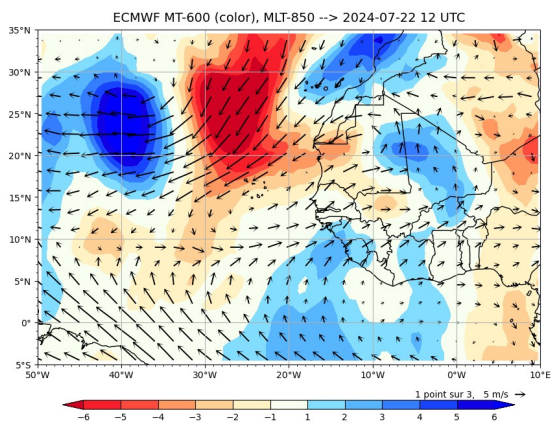 ECMWF MT-600 (color), MLT-850 --> 2024-07-22 12 UTC
35°N
30°N
25°N
20°N
15°N
10°N
5°N
0°
5°S
50°W 40°W 30°W 20°W 10°W 0°W 10°E
1 point sur 3, 5 m/s
−6 −5 −4 −3 −2 −1 1 2 3 4 5 6